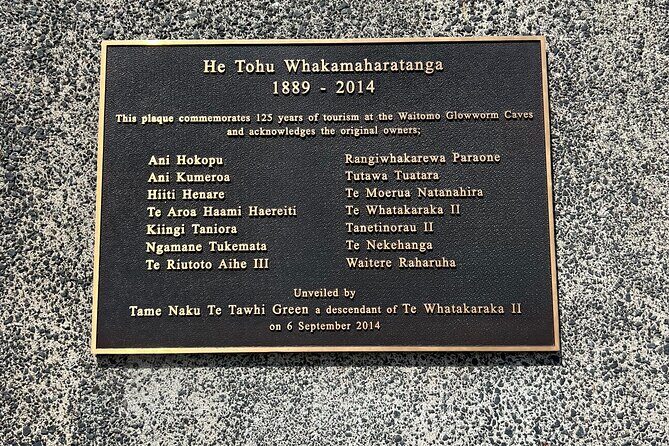 He Tohu Whakamaharatanga
1889 - 2014
This plaque commemorates 125 years of tourism at the Waitomo Glowworm Caves
and acknowledges the original owners;
Ani Hokopu
Ani Kumeroa
Hiiti Henare
Te Aroa Haami Haereiti
Kiingi Taniora
Ngamane Tukemata
Te Riutoto Aihe III
Rangiwhakarewa Paraone
Tutawa Tuatara
Te Moerua Natanahira
Te Whatakaraka II
Tanetinorau II
Te Nekehanga
Waitere Raharuha
Unveiled by
Tame Naku Te Tawhi Green a descendant of Te Whatakaraka II
on 6 September 2014